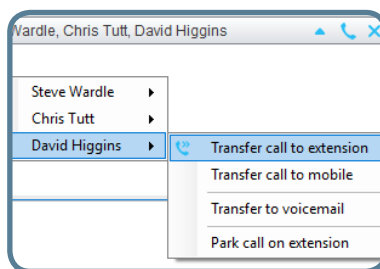 Wardle, Chris Tutt, David Higgins
Steve Wardle
Chris Tutt
David Higgins
Transfer call to extension
Transfer call to mobile
Transfer to voicemail
Park call on extension